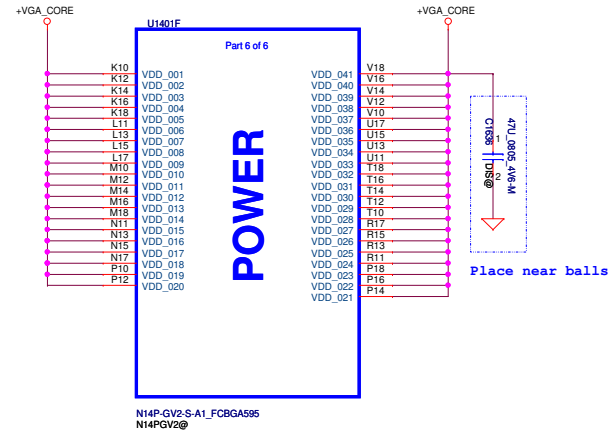 +VGA_CORE
+VGA_CORE
U1401F
Part 6 of 6
K10 VDD_001
K12 VDD_002
K14 VDD_003
K16 VDD_004
K18 VDD_005
L11 VDD_006
L13 VDD_007
L15 VDD_008
L17 VDD_009
M10 VDD_010
M12 VDD_011
M14 VDD_012
M16 VDD_013
M18 VDD_014
N11 VDD_015
N13 VDD_016
N15 VDD_017
N17 VDD_018
P10 VDD_019
P12 VDD_020
POWER
VDD_041 V18
VDD_040 V16
VDD_039 V14
VDD_038 V12
VDD_037 V10
VDD_036 U17
VDD_035 U15
VDD_034 U13
VDD_033 U11
VDD_032 T18
VDD_031 T16
VDD_030 T14
VDD_029 T12
VDD_028 T10
VDD_027 R17
VDD_026 R15
VDD_025 R13
VDD_024 R11
VDD_023 P18
VDD_022 P16
VDD_021 P14
47U_0805_4V6-M
C1636
DIS@
1
2
Place near balls
N14P-GV2-S-A1_FCBGA595
N14PGV2@